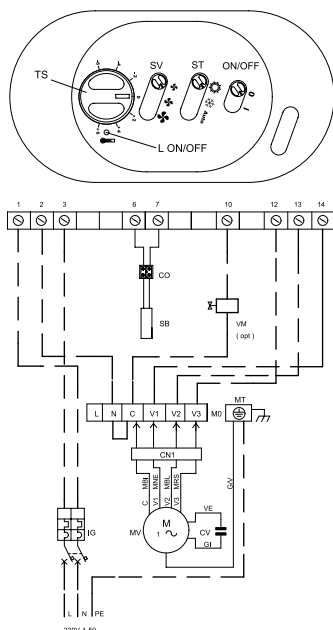 SV ST ON/OFF
TS
Auto
0
I
L ON/OFF
1 2 3 6 7 10 12 13 14
CO
SB
VM
( opt )
L N C V1 V2 V3 M0 MT
CN1
MBI MNE MBL MRS
C V1 V2 V3
G/V
MV
M
1
VE
CV
GI
IG
L N PE
230V 1 50